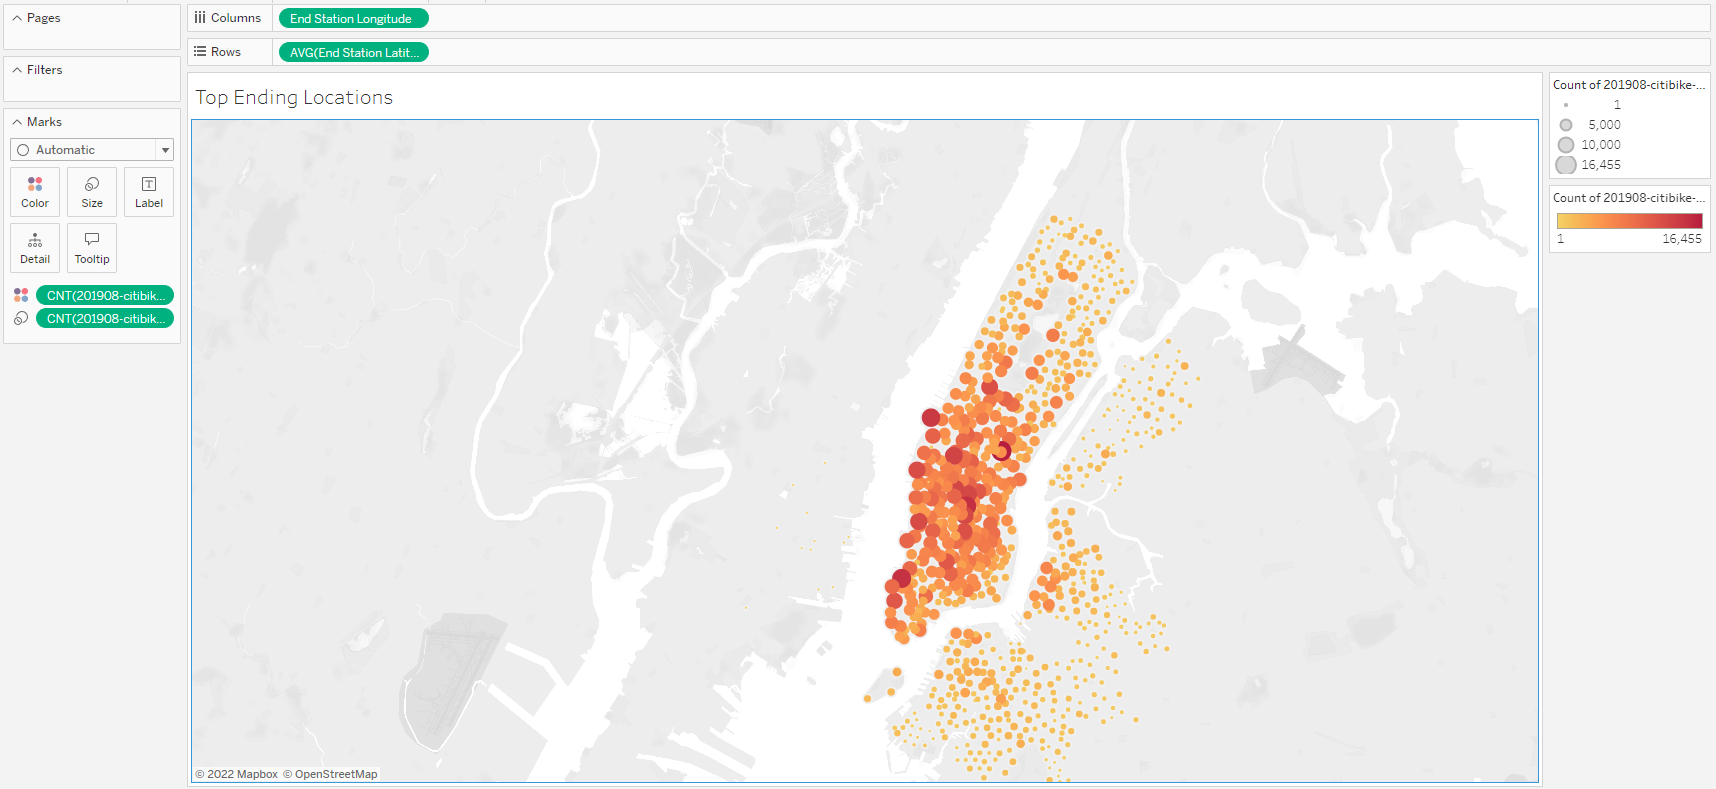 Pages
Columns
End Station Longitude
Rows
AVG(End Station Latit...
Filters
Marks
Automatic
Color
Size
Label
Detail
Tooltip
CNT(201908-citibik...
CNT(201908-citibik...
Top Ending Locations
© 2022 Mapbox © OpenStreetMap
Count of 201908-citibike-...
1
5,000
10,000
16,455
Count of 201908-citibike-...
1 16,455